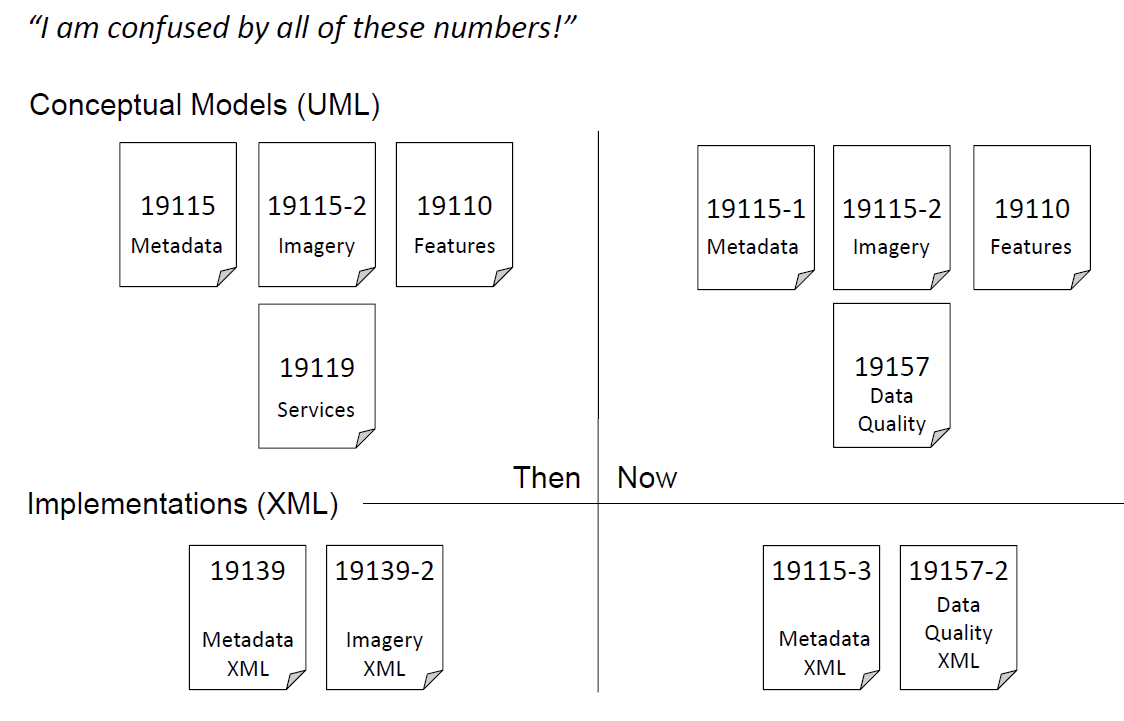 “I am confused by all of these numbers!”
Conceptual Models (UML)
19115
Metadata
19115-2
Imagery
19110
Features
19119
Services
19115-1
Metadata
19115-2
Imagery
19110
Features
19157
Data
Quality
Then
Now
Implementations (XML)
19139
Metadata
XML
19139-2
Imagery
XML
19115-3
Metadata
XML
19157-2
Data
Quality
XML